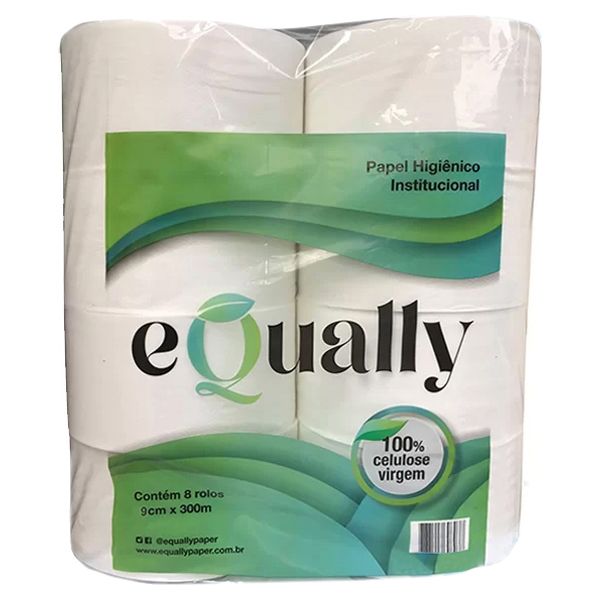 Papel Higiênico
Institucional
eQually
100%
celulose
virgem
Contém 8 rolos
9cm x 300m
@equallypaper
www.equallypaper.com.br